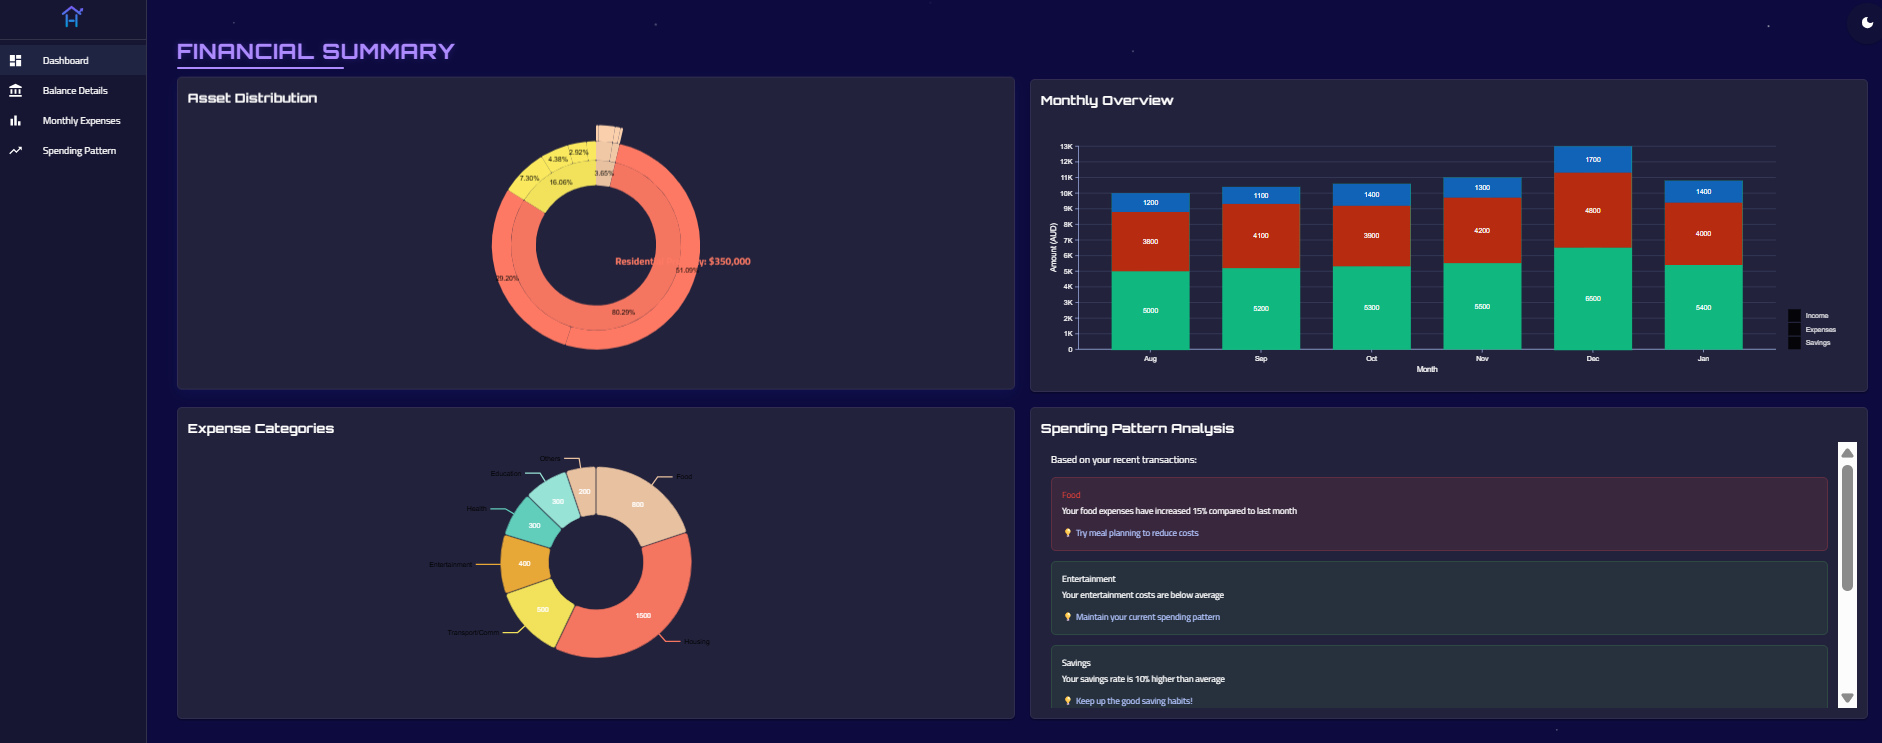 Dashboard
Balance Details
Monthly Expenses
Spending Pattern
FINANCIAL SUMMARY
Asset Distribution
2.92%
4.38%
7.30%
16.06%
3.65%
Resident y: $350,000
51.09%
29.20%
80.29%
Monthly Overview
13K
12K
11K
10K
9K
8K
7K
6K
5K
4K
3K
2K
1K
0
Amount (AUD)
1200
3800
5000
1100
4100
5200
1400
3900
5300
1300
4200
5500
1700
4800
6500
1400
4000
5400
Aug
Sep
Oct
Nov
Dec
Jan
Month
Income
Expenses
Savings
Expense Categories
Others
Education
Health
Entertainment
Transport/Comm.
Food
Housing
200
300
300
400
500
800
1500
Spending Pattern Analysis
Based on your recent transactions:
Food
Your food expenses have increased 15% compared to last month
Try meal planning to reduce costs
Entertainment
Your entertainment costs are below average
Maintain your current spending pattern
Savings
Your savings rate is 10% higher than average
Keep up the good saving habits!